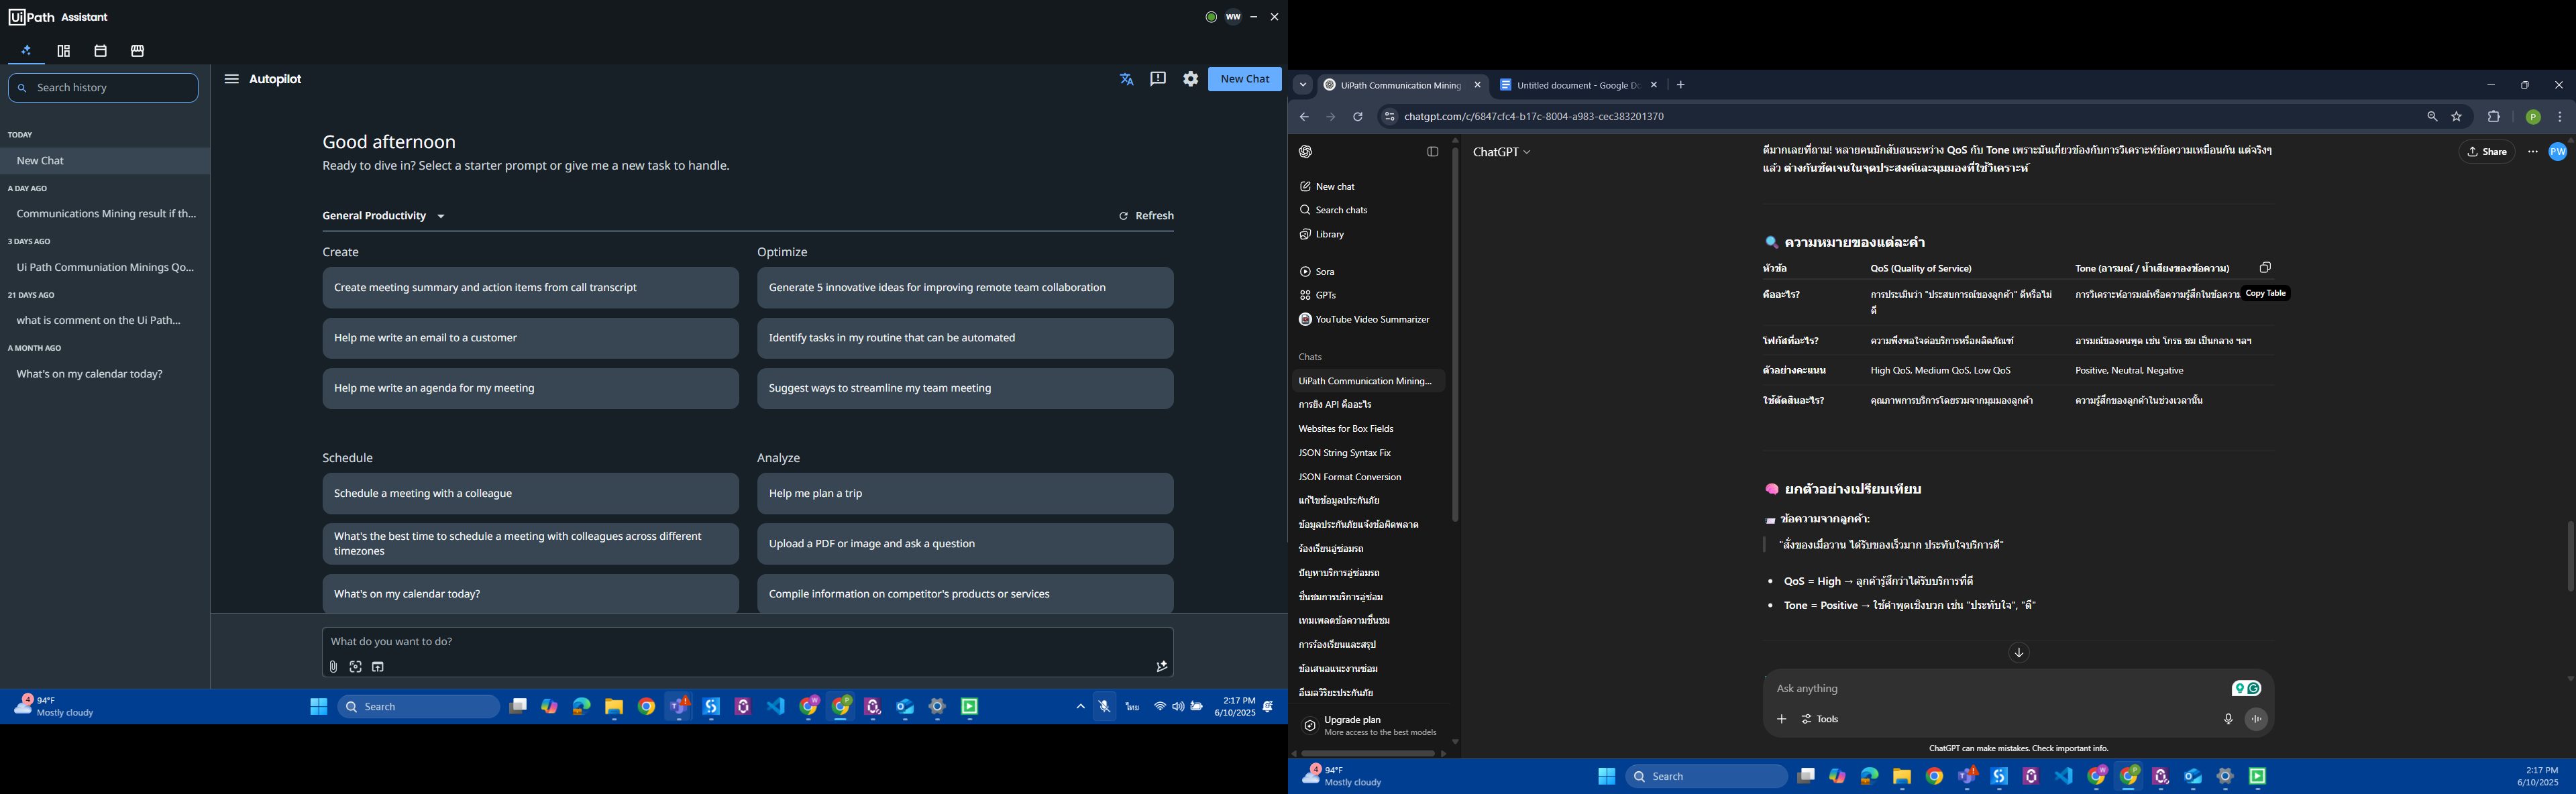 UiPath Assistant
WW
Search history
TODAY
New Chat
A DAY AGO
Communications Mining result if th...
3 DAYS AGO
Ui Path Communiation Minings Qo...
21 DAYS AGO
what is comment on the Ui Path...
A MONTH AGO
What's on my calendar today?
Autopilot
New Chat
Good afternoon
Ready to dive in? Select a starter prompt or give me a new task to handle.
General Productivity
Refresh
Create
Create meeting summary and action items from call transcript
Help me write an email to a customer
Help me write an agenda for my meeting
Optimize
Generate 5 innovative ideas for improving remote team collaboration
Identify tasks in my routine that can be automated
Suggest ways to streamline my team meeting
Schedule
Schedule a meeting with a colleague
What's the best time to schedule a meeting with colleagues across different
timezones
What's on my calendar today?
Analyze
Help me plan a trip
Upload a PDF or image and ask a question
Compile information on competitor's products or services
What do you want to do?
4
94°F
Mostly cloudy
Search
ไทย
2:17 PM
6/10/2025
UiPath Communication Mining
Untitled document - Google Do
chatgpt.com/c/6847cfc4-b17c-8004-a983-cec383201370
P
New chat
Search chats
Library
Sora
GPTs
YouTube Video Summarizer
Chats
UiPath Communication Mining...
การยิง API คืออะไร
Websites for Box Fields
JSON String Syntax Fix
JSON Format Conversion
แก้ไขข้อมูลประกันภัย
ข้อมูลประกันภัยแจ้งข้อผิดพลาด
ร้องเรียนอู่ซ่อมรถ
ปัญหาบริการอู่ซ่อมรถ
ชื่นชมการบริการอู่ซ่อม
เทมเพลตข้อความชื่นชม
การร้องเรียนและสรุป
ข้อเสนอแนะงานซ่อม
อีเมลวิริยะประกันภัย
Upgrade plan
More access to the best models
ChatGPT
Share
PW
ดีมากเลยที่ถาม! หลายคนมักสับสนระหว่าง QoS กับ Tone เพราะมันเกี่ยวข้องกับการวิเคราะห์ข้อความเหมือนกัน แต่จริงๆ
แล้ว ต่างกันชัดเจนในจุดประสงค์และมุมมองที่ใช้วิเคราะห์
ความหมายของแต่ละคำ
หัวข้อ QoS (Quality of Service) Tone (อารมณ์ / น้ำเสียงของข้อความ)
Copy Table
คืออะไร? การประเมินว่า "ประสบการณ์ของลูกค้า" ดีหรือไม่ การวิเคราะห์อารมณ์หรือความรู้สึกในข้อความ
ดี
โฟกัสที่อะไร? ความพึงพอใจต่อบริการหรือผลิตภัณฑ์ อารมณ์ของคนพูด เช่น โกรธ ชม เป็นกลาง ฯลฯ
ตัวอย่างคะแนน High QoS, Medium QoS, Low QoS Positive, Neutral, Negative
ใช้ตัดสินอะไร? คุณภาพการบริการโดยรวมจากมุมมองลูกค้า ความรู้สึกของลูกค้าในช่วงเวลานั้น
ยกตัวอย่างเปรียบเทียบ
ข้อความจากลูกค้า:
"สั่งของเมื่อวาน ได้รับของเร็วมาก ประทับใจบริการดี"
• QoS = High → ลูกค้ารู้สึกว่าได้รับบริการที่ดี
• Tone = Positive → ใช้คำพูดเชิงบวก เช่น "ประทับใจ", "ดี"
Ask anything
Tools
ChatGPT can make mistakes. Check important info.
4
94°F
Mostly cloudy
Search
2:17 PM
6/10/2025